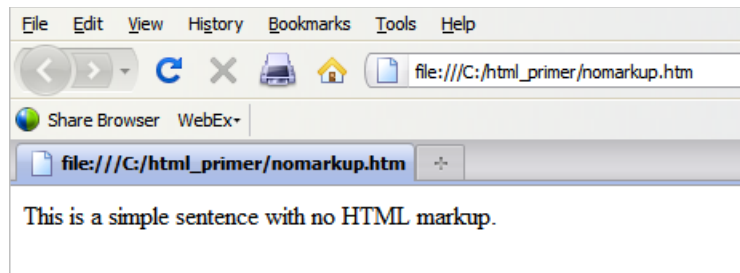 File Edit View History Bookmarks Tools Help
file:///C:/html_primer/nomarkup.htm
Share Browser WebEx
file:///C:/html_primer/nomarkup.htm
This is a simple sentence with no HTML markup.